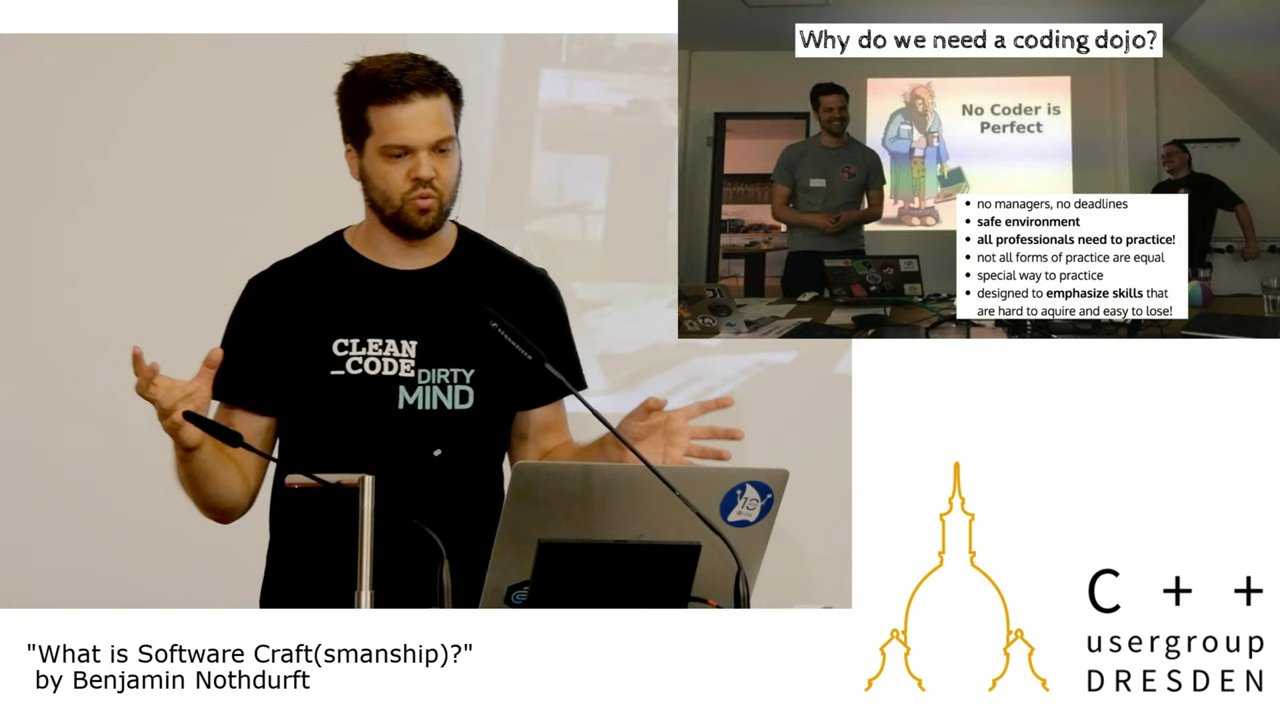 Why do we need a coding dojo?
No Coder is
Perfect
• no managers, no deadlines
• safe environment
• all professionals need to practice!
• not all forms of practice are equal
• special way to practice
• designed to emphasize skills that
are hard to aquire and easy to lose!
CLEAN
_CODE
DIRTY
MIND
10
"What is Software Craft(smanship)?"
by Benjamin Nothdurft
C + +
usergroup
DRESDEN